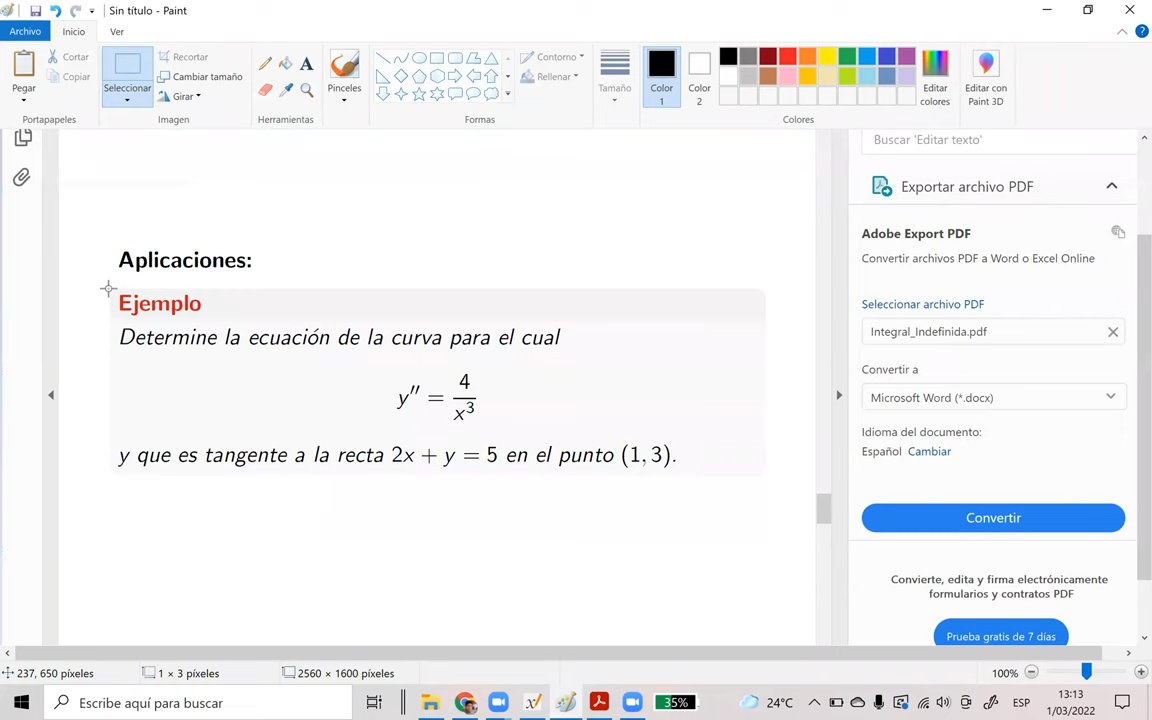 Sin título - Paint
Archivo
Inicio
Ver
Pegar
Cortar
Copiar
Portapapeles
Seleccionar
Recortar
Cambiar tamaño
Girar
Imagen
A
Herramientas
Pinceles
Contorno
Rellenar
Formas
Tamaño
Color 1
Color 2
Editar colores
Colores
Editar con Paint 3D
Aplicaciones:
Ejemplo
Determine la ecuación de la curva para el cual
y'' = 4/x³
y que es tangente a la recta 2x + y = 5 en el punto (1, 3).
Buscar 'Editar texto'
Exportar archivo PDF
Adobe Export PDF
Convertir archivos PDF a Word o Excel Online
Seleccionar archivo PDF
Integral_Indefinida.pdf
Convertir a
Microsoft Word (*.docx)
Idioma del documento:
Español Cambiar
Convertir
Convierte, edita y firma electrónicamente
formularios y contratos PDF
Prueba gratis de 7 días
237, 650 píxeles
1 × 3 píxeles
2560 × 1600 píxeles
100%
Escribe aquí para buscar
35%
24°C
ESP
13:13
1/03/2022